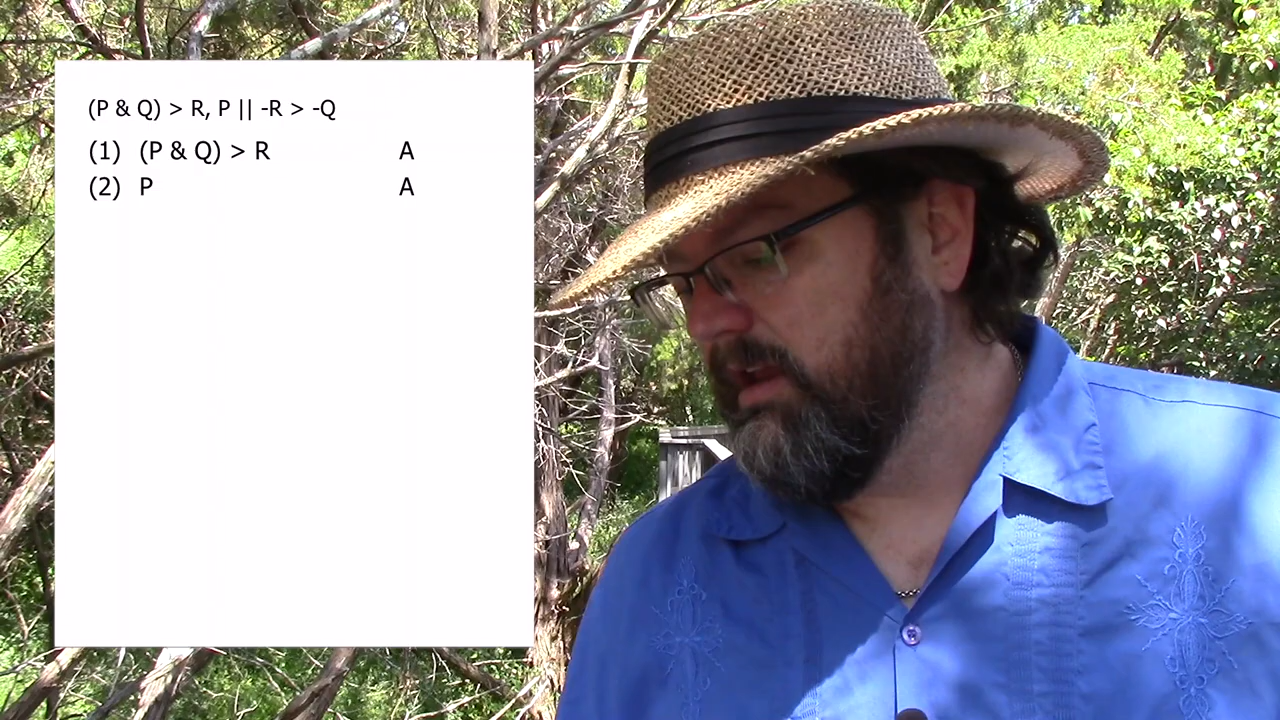 (P & Q) > R, P || -R > -Q
(1) (P & Q) > R A
(2) P A